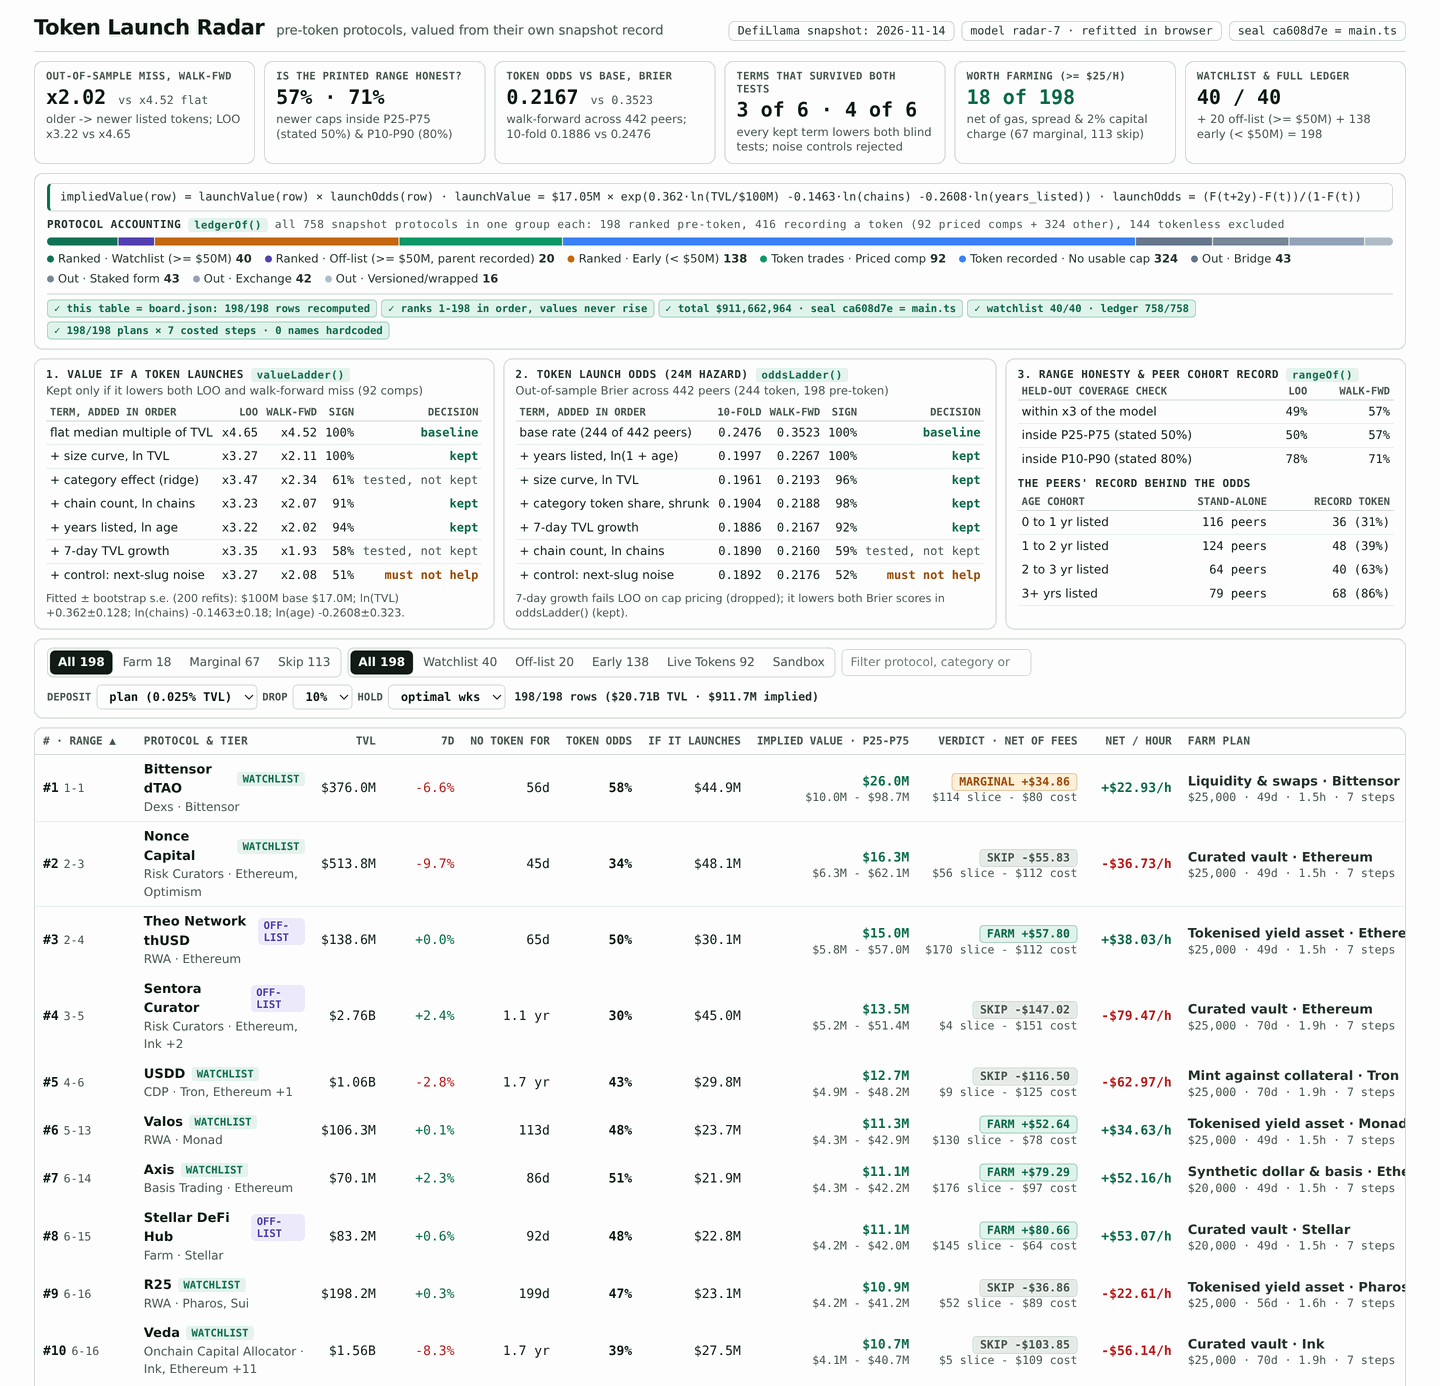 Token Launch Radar pre-token protocols, valued from their own snapshot record
DefiLlama snapshot: 2026-11-14
model radar-7 · refitted in browser
seal ca608d7e = main.ts
OUT-OF-SAMPLE MISS, WALK-FWD
x2.02 vs x4.52 flat
older -> newer listed tokens; LOO
x3.22 vs x4.65
IS THE PRINTED RANGE HONEST?
57% · 71%
newer caps inside P25-P75
(stated 50%) & P10-P90 (80%)
TOKEN ODDS VS BASE, BRIER
0.2167 vs 0.3523
walk-forward across 442 peers;
10-fold 0.1886 vs 0.2476
TERMS THAT SURVIVED BOTH
TESTS
3 of 6 · 4 of 6
every kept term lowers both blind
tests; noise controls rejected
WORTH FARMING (>= $25/H)
18 of 198
net of gas, spread & 2% capital
charge (67 marginal, 113 skip)
WATCHLIST & FULL LEDGER
40 / 40
+ 20 off-list (>= $50M) + 138
early (< $50M) = 198
impliedValue(row) = launchValue(row) × launchOdds(row) · launchValue = $17.05M × exp(0.362·ln(TVL/$100M) -0.1463·ln(chains) -0.2608·ln(years_listed)) · launchOdds = (F(t+2y)-F(t))/(1-F(t))
PROTOCOL ACCOUNTING ledgerOf() all 758 snapshot protocols in one group each: 198 ranked pre-token, 416 recording a token (92 priced comps + 324 other), 144 tokenless excluded
Ranked · Watchlist (>= $50M) 40 Ranked · Off-list (>= $50M, parent recorded) 20 Ranked · Early (< $50M) 138 Token trades · Priced comp 92 Token recorded · No usable cap 324 Out · Bridge 43
Out · Staked form 43 Out · Exchange 42 Out · Versioned/wrapped 16
✓ this table = board.json: 198/198 rows recomputed ✓ ranks 1-198 in order, values never rise ✓ total $911,662,964 · seal ca608d7e = main.ts ✓ watchlist 40/40 · ledger 758/758
✓ 198/198 plans × 7 costed steps · 0 names hardcoded
1. VALUE IF A TOKEN LAUNCHES valueLadder()
Kept only if it lowers both LOO and walk-forward miss (92 comps)
TERM, ADDED IN ORDER LOO WALK-FWD SIGN DECISION
flat median multiple of TVL x4.65 x4.52 100% baseline
+ size curve, ln TVL x3.27 x2.11 100% kept
+ category effect (ridge) x3.47 x2.34 61% tested, not kept
+ chain count, ln chains x3.23 x2.07 91% kept
+ years listed, ln age x3.22 x2.02 94% kept
+ 7-day TVL growth x3.35 x1.93 58% tested, not kept
+ control: next-slug noise x3.27 x2.08 51% must not help
Fitted ± bootstrap s.e. (200 refits): $100M base $17.0M; ln(TVL)
+0.362±0.128; ln(chains) -0.1463±0.18; ln(age) -0.2608±0.323.
2. TOKEN LAUNCH ODDS (24M HAZARD) oddsLadder()
Out-of-sample Brier across 442 peers (244 token, 198 pre-token)
TERM, ADDED IN ORDER 10-FOLD WALK-FWD SIGN DECISION
base rate (244 of 442 peers) 0.2476 0.3523 100% baseline
+ years listed, ln(1 + age) 0.1997 0.2267 100% kept
+ size curve, ln TVL 0.1961 0.2193 96% kept
+ category token share, shrunk 0.1904 0.2188 98% kept
+ 7-day TVL growth 0.1886 0.2167 92% kept
+ chain count, ln chains 0.1890 0.2160 59% tested, not kept
+ control: next-slug noise 0.1892 0.2176 52% must not help
7-day growth fails LOO on cap pricing (dropped); it lowers both Brier scores in
oddsLadder() (kept).
3. RANGE HONESTY & PEER COHORT RECORD rangeOf()
HELD-OUT COVERAGE CHECK LOO WALK-FWD
within x3 of the model 49% 57%
inside P25-P75 (stated 50%) 50% 57%
inside P10-P90 (stated 80%) 78% 71%
THE PEERS' RECORD BEHIND THE ODDS
AGE COHORT STAND-ALONE RECORD TOKEN
0 to 1 yr listed 116 peers 36 (31%)
1 to 2 yr listed 124 peers 48 (39%)
2 to 3 yr listed 64 peers 40 (63%)
3+ yrs listed 79 peers 68 (86%)
All 198 Farm 18 Marginal 67 Skip 113 All 198 Watchlist 40 Off-list 20 Early 138 Live Tokens 92 Sandbox Filter protocol, category or
DEPOSIT plan (0.025% TVL) DROP 10% HOLD optimal wks 198/198 rows ($20.71B TVL · $911.7M implied)
# · RANGE ▲ PROTOCOL & TIER TVL 7D NO TOKEN FOR TOKEN ODDS IF IT LAUNCHES IMPLIED VALUE · P25-P75 VERDICT · NET OF FEES NET / HOUR FARM PLAN
#1 1-1 Bittensor dTAO WATCHLIST $376.0M -6.6% 56d 58% $44.9M $26.0M MARGINAL +$34.86 +$22.93/h Liquidity & swaps · Bittensor
Dexs · Bittensor $10.0M - $98.7M $114 slice - $80 cost $25,000 · 49d · 1.5h · 7 steps
#2 2-3 Nonce Capital WATCHLIST $513.8M -9.7% 45d 34% $48.1M $16.3M SKIP -$55.83 -$36.73/h Curated vault · Ethereum
Risk Curators · Ethereum, Optimism $6.3M - $62.1M $56 slice - $112 cost $25,000 · 49d · 1.5h · 7 steps
#3 2-4 Theo Network thUSD OFF-LIST $138.6M +0.0% 65d 50% $30.1M $15.0M FARM +$57.80 +$38.03/h Tokenised yield asset · Ethere
RWA · Ethereum $5.8M - $57.0M $170 slice - $112 cost $25,000 · 49d · 1.5h · 7 steps
#4 3-5 Sentora Curator OFF-LIST $2.76B +2.4% 1.1 yr 30% $45.0M $13.5M SKIP -$147.02 -$79.47/h Curated vault · Ethereum
Risk Curators · Ethereum, Ink +2 $5.2M - $51.4M $4 slice - $151 cost $25,000 · 70d · 1.9h · 7 steps
#5 4-6 USDD WATCHLIST $1.06B -2.8% 1.7 yr 43% $29.8M $12.7M SKIP -$116.50 -$62.97/h Mint against collateral · Tron
CDP · Tron, Ethereum +1 $4.9M - $48.2M $9 slice - $125 cost $25,000 · 70d · 1.9h · 7 steps
#6 5-13 Valos WATCHLIST $106.3M +0.1% 113d 48% $23.7M $11.3M FARM +$52.64 +$34.63/h Tokenised yield asset · Monad
RWA · Monad $4.3M - $42.9M $130 slice - $78 cost $25,000 · 49d · 1.5h · 7 steps
#7 6-14 Axis WATCHLIST $70.1M +2.3% 86d 51% $21.9M $11.1M FARM +$79.29 +$52.16/h Synthetic dollar & basis · Ethe
Basis Trading · Ethereum $4.3M - $42.2M $176 slice - $97 cost $20,000 · 49d · 1.5h · 7 steps
#8 6-15 Stellar DeFi Hub OFF-LIST $83.2M +0.6% 92d 48% $22.8M $11.1M FARM +$80.66 +$53.07/h Curated vault · Stellar
Farm · Stellar $4.2M - $42.0M $145 slice - $64 cost $20,000 · 49d · 1.5h · 7 steps
#9 6-16 R25 WATCHLIST $198.2M +0.3% 199d 47% $23.1M $10.9M SKIP -$36.86 -$22.61/h Tokenised yield asset · Pharos
RWA · Pharos, Sui $4.2M - $41.2M $52 slice - $89 cost $25,000 · 56d · 1.6h · 7 steps
#10 6-16 Veda WATCHLIST $1.56B -8.3% 1.7 yr 39% $27.5M $10.7M SKIP -$103.85 -$56.14/h Curated vault · Ink
Onchain Capital Allocator · Ink, Ethereum +11 $4.1M - $40.7M $5 slice - $109 cost $25,000 · 70d · 1.9h · 7 steps